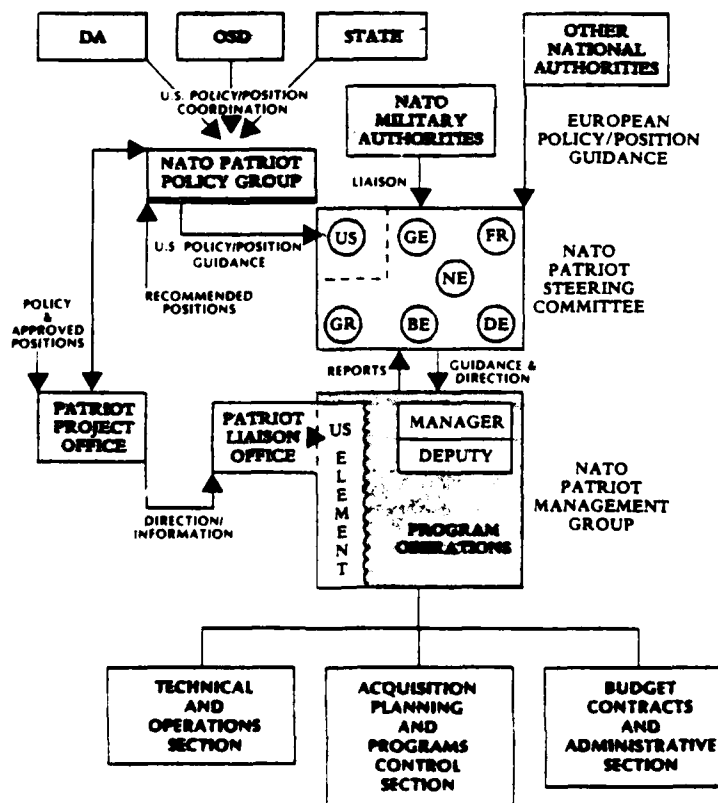 DA
OSD
STATE
OTHER
NATIONAL
AUTHORITIES
U.S. POLICY/POSITION
COORDINATION
NATO
MILITARY
AUTHORITIES
EUROPEAN
POLICY/POSITION
GUIDANCE
NATO PATRIOT
POLICY GROUP
LIAISON
U.S. POLICY/POSITION
GUIDANCE
RECOMMENDED
POSITIONS
US
GE
FR
NE
GR
BE
DE
NATO
PATRIOT
STEERING
COMMITTEE
POLICY
&
APPROVED
POSITIONS
REPORTS
GUIDANCE &
DIRECTION
PATRIOT
PROJECT
OFFICE
PATRIOT
LIAISON
OFFICE
US
ELEMENT
MANAGER
DEPUTY
PROGRAM
OPERATIONS
NATO
PATRIOT
MANAGEMENT
GROUP
DIRECTION/
INFORMATION
TECHNICAL
AND
OPERATIONS
SECTION
ACQUISITION
PLANNING
AND
PROGRAMS
CONTROL
SECTION
BUDGET
CONTRACTS
AND
ADMINISTRATIVE
SECTION